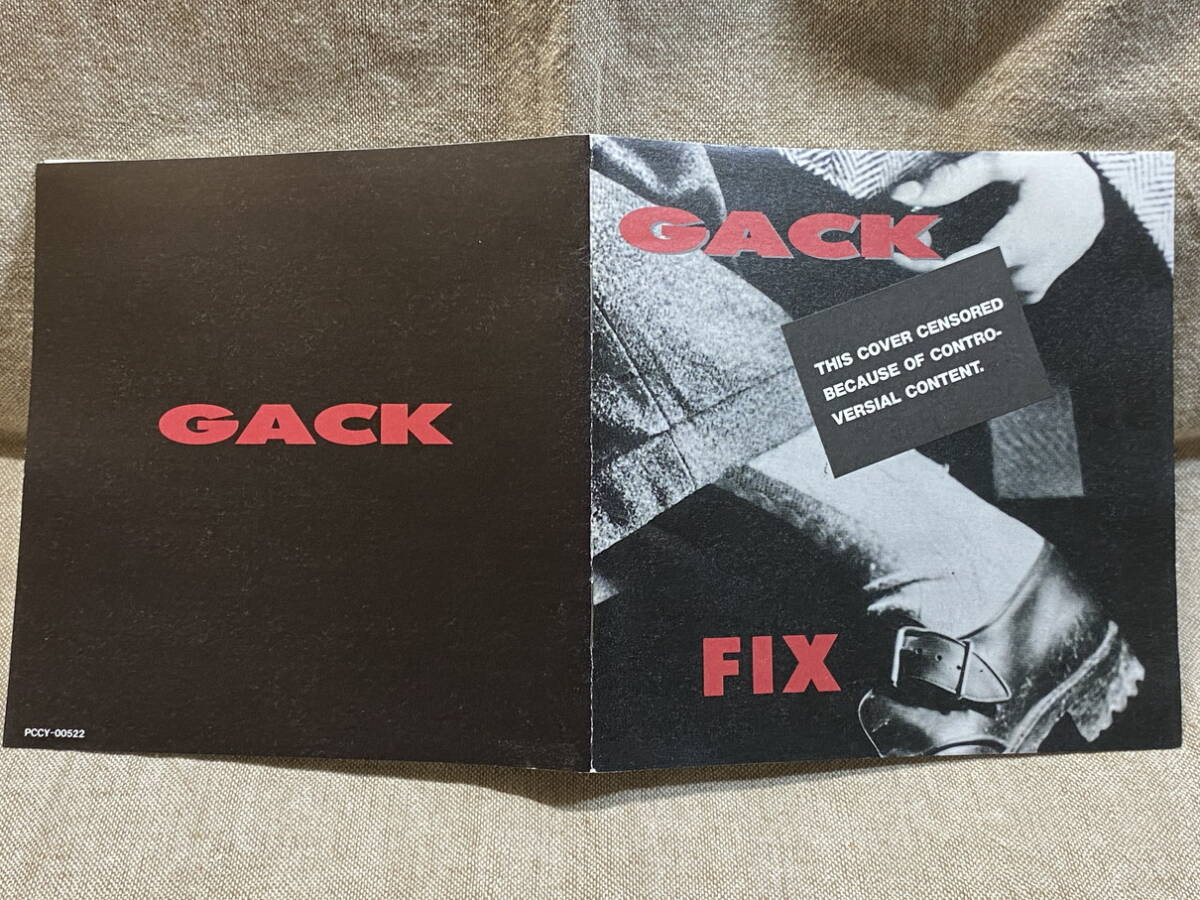 GACK
PCCY-00522
GACK
THIS COVER CENSORED
BECAUSE OF CONTRO-
VERSIAL CONTENT.
FIX